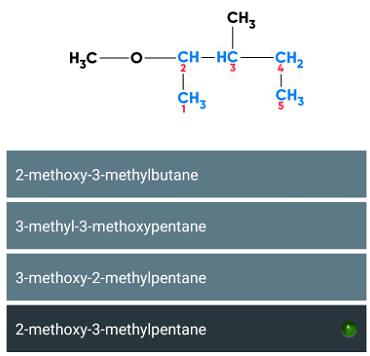 CH₃
H₃C—O—CH—HC—CH₂
2 3 4
CH₃ CH₃
1 5
2-methoxy-3-methylbutane
3-methyl-3-methoxypentane
3-methoxy-2-methylpentane
2-methoxy-3-methylpentane